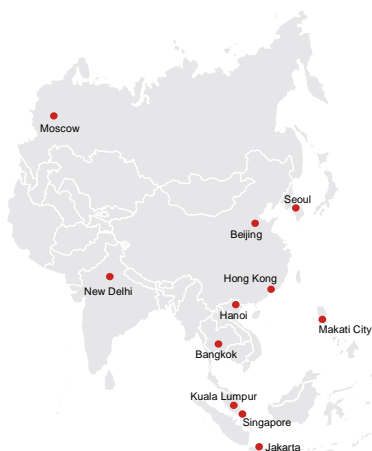 Moscow
Seoul
Beijing
Hong Kong
New Delhi
Hanoi
Makati City
Bangkok
Kuala Lumpur
Singapore
Jakarta